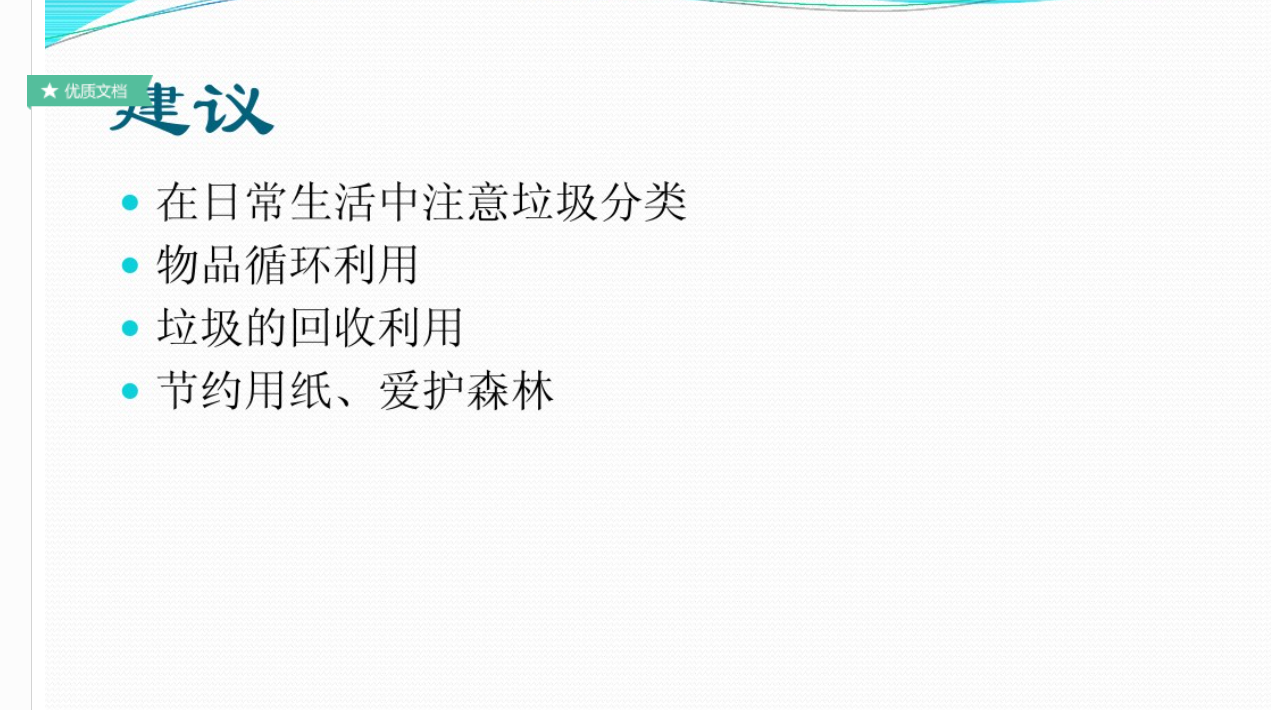 优质文档
建议
在日常生活中注意垃圾分类
物品循环利用
垃圾的回收利用
节约用纸、爱护森林